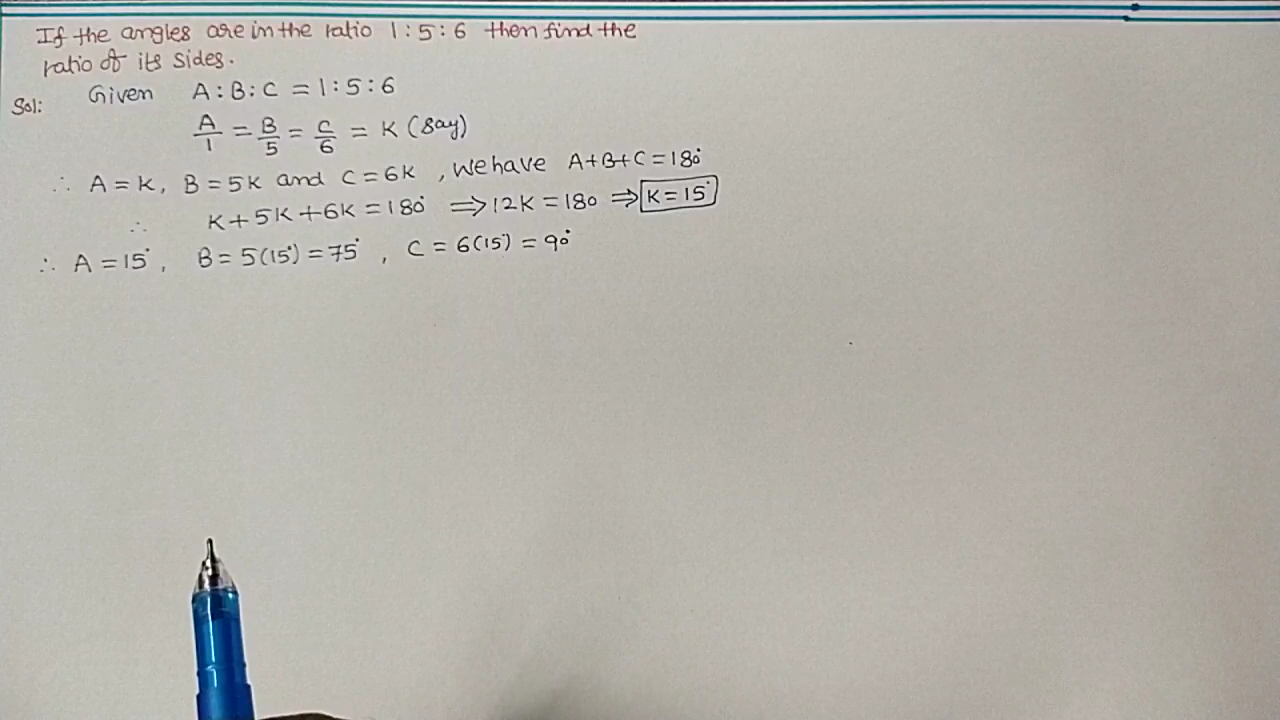 If the angles are in the ratio 1:5:6 then find the
ratio of its sides.
Sol: Given A:B:C = 1:5:6
A/1 = B/5 = C/6 = K (say)
∴ A = K, B = 5K and C = 6K , we have A+B+C = 180°
∴ K+5K+6K = 180° ⇒ 12K = 180 ⇒ K = 15°
∴ A = 15°, B = 5(15°) = 75° , C = 6(15°) = 90°